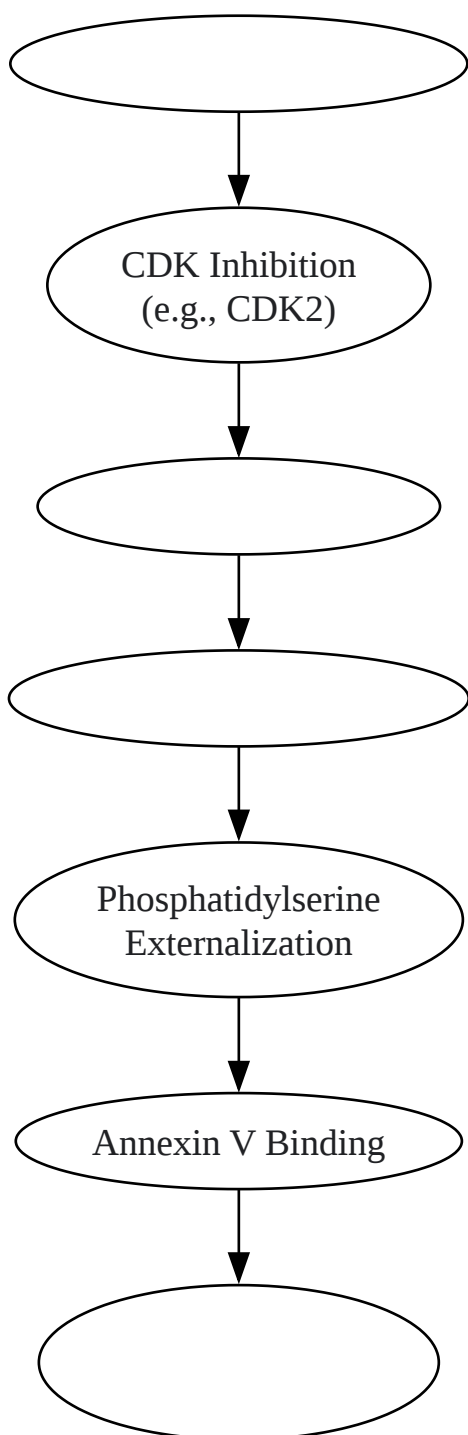 CDK Inhibition
(e.g., CDK2)
Phosphatidylserine
Externalization
Annexin V Binding